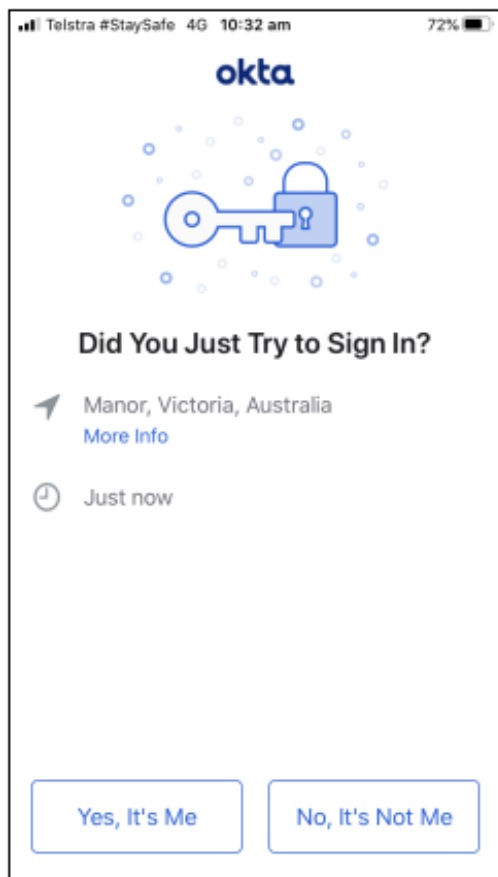 Telstra #StaySafe 4G 10:32 am 72%
okta
Did You Just Try to Sign In?
Manor, Victoria, Australia
More Info
Just now
Yes, It's Me No, It's Not Me